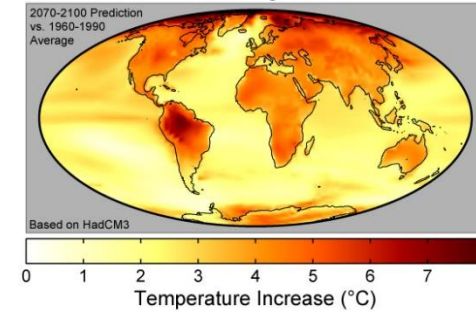 2070-2100 Prediction
vs. 1960-1990
Average
Based on HadCM3
0 1 2 3 4 5 6 7
Temperature Increase (°C)